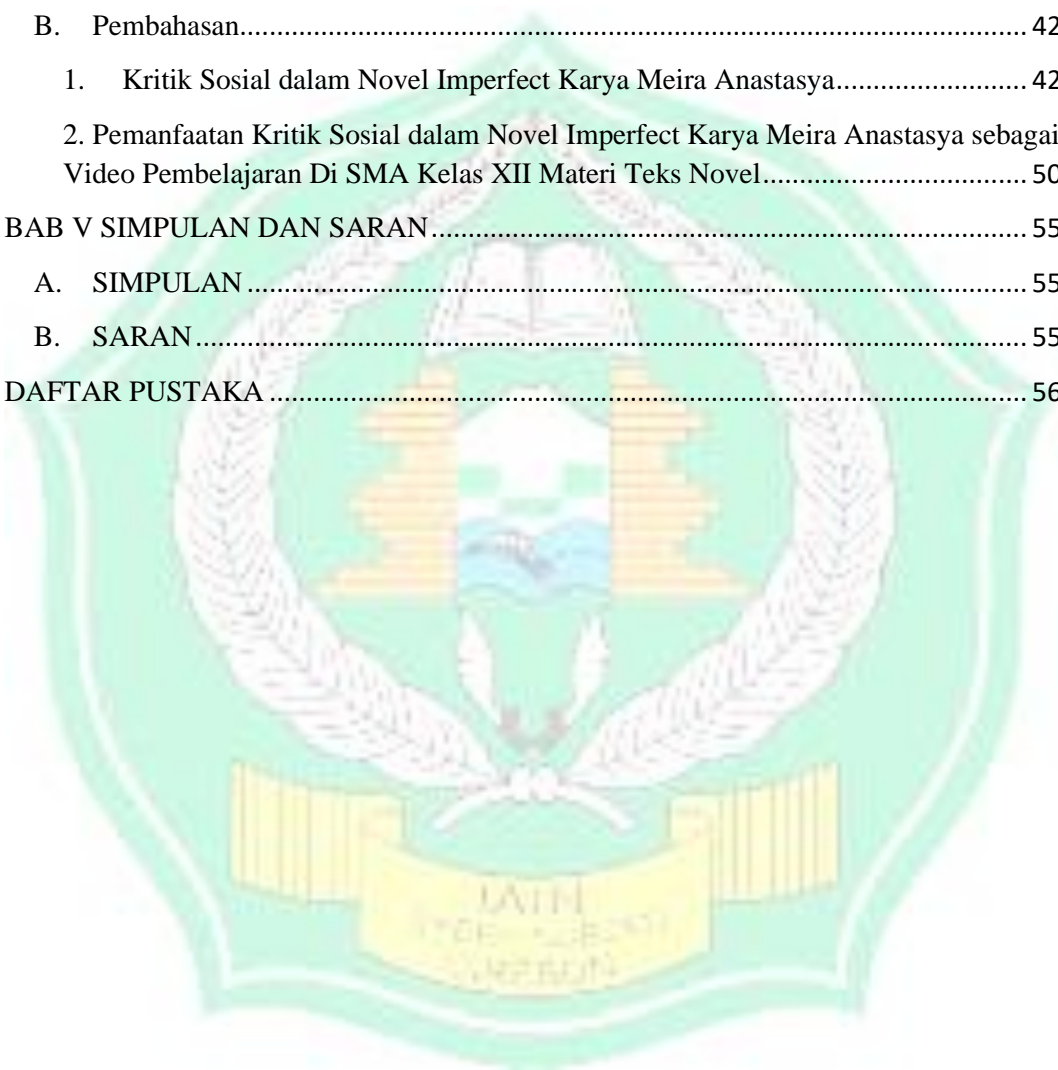 B. Pembahasan................................................................ 42
1. Kritik Sosial dalam Novel Imperfect Karya Meira Anastasya....................... 42
2. Pemanfaatan Kritik Sosial dalam Novel Imperfect Karya Meira Anastasya sebagai
Video Pembelajaran Di SMA Kelas XII Materi Teks Novel................................ 50
BAB V SIMPULAN DAN SARAN................................................ 55
A. SIMPULAN................................................................ 55
B. SARAN................................................................ 55
DAFTAR PUSTAKA................................................................ 56
IAIN